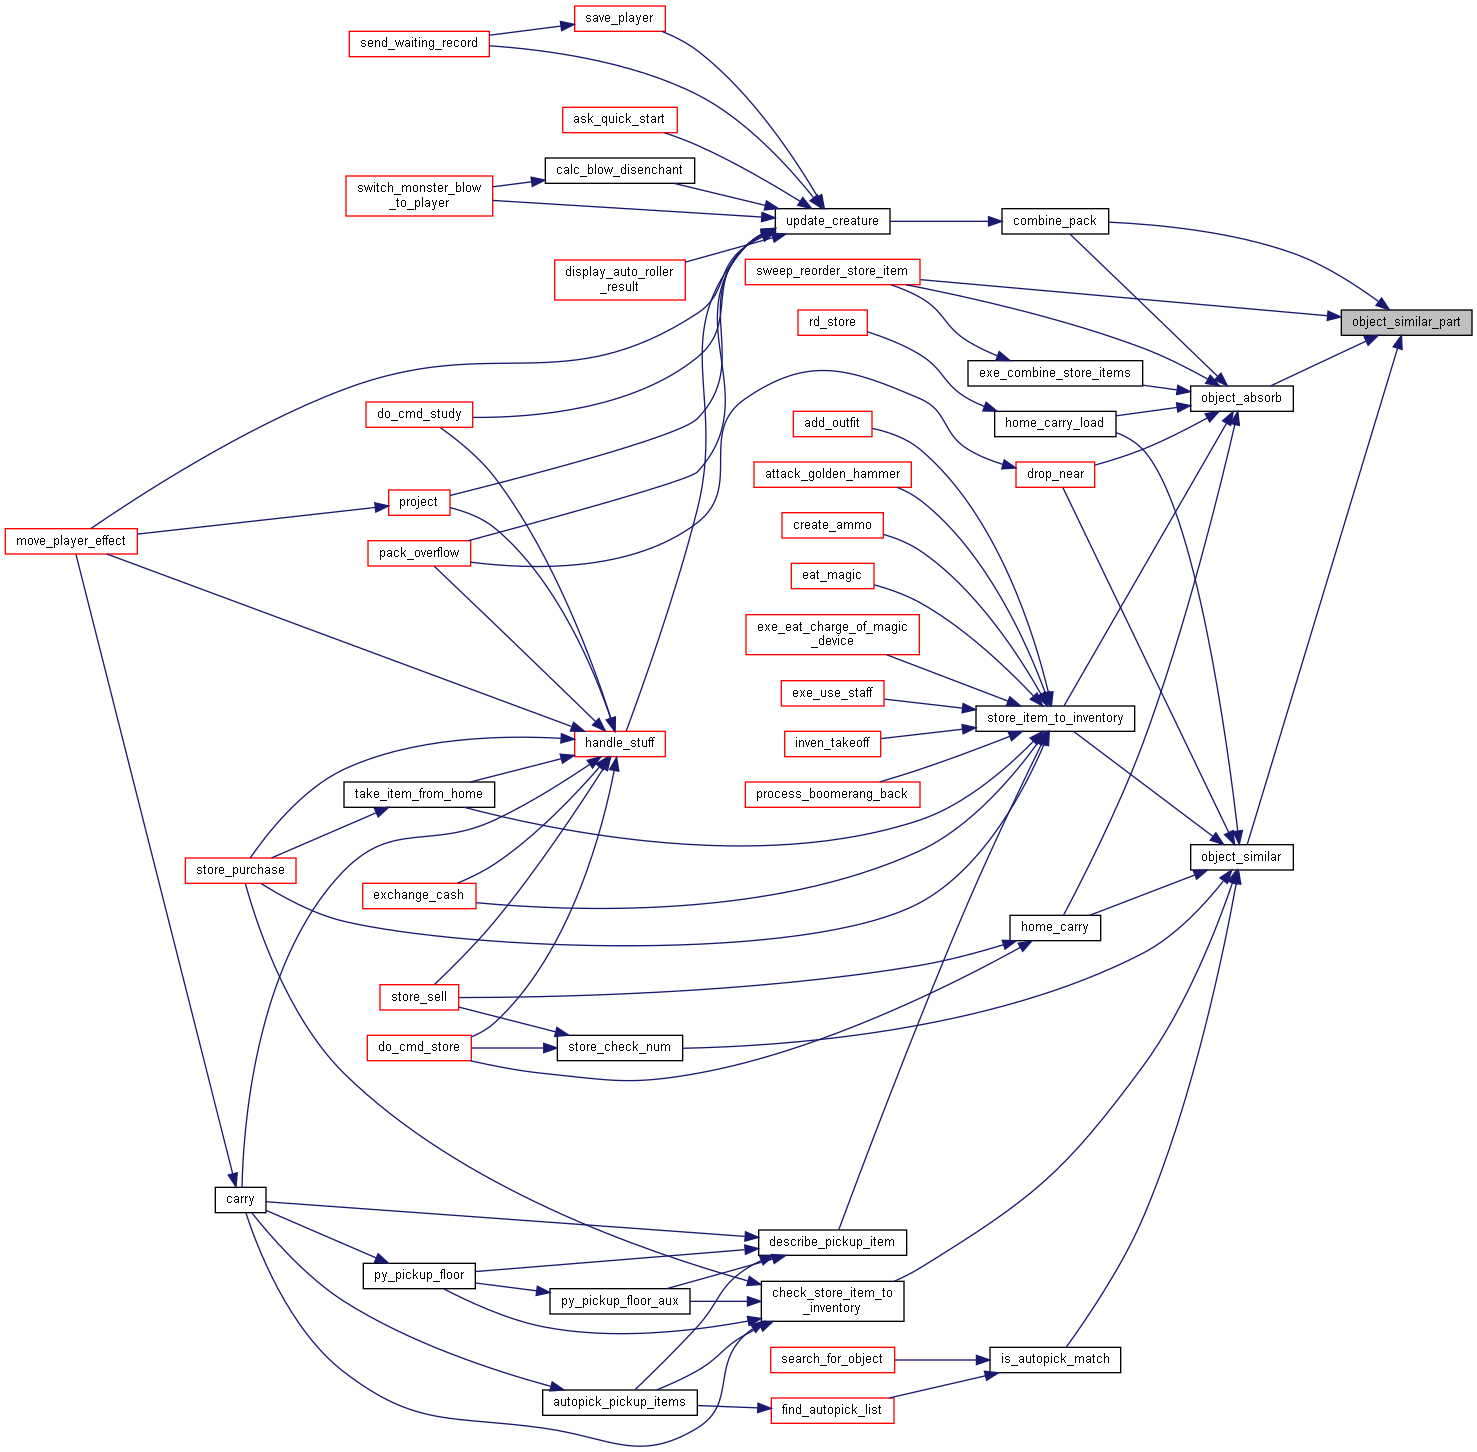 save_player
send_waiting_record
ask_quick_start
calc_blow_disenchant
switch_monster_blow
_to_player
update_creature
combine_pack
display_auto_roller
_result
sweep_reorder_store_item
rd_store
object_similar_part
exe_combine_store_items
object_absorb
do_cmd_study
add_outfit
home_carry_load
attack_golden_hammer
drop_near
project
create_ammo
move_player_effect
pack_overflow
eat_magic
exe_eat_charge_of_magic
_device
exe_use_staff
store_item_to_inventory
handle_stuff
inven_takeoff
take_item_from_home
process_boomerang_back
store_purchase
object_similar
exchange_cash
home_carry
store_sell
do_cmd_store
store_check_num
carry
describe_pickup_item
py_pickup_floor
py_pickup_floor_aux
check_store_item_to
_inventory
search_for_object
is_autopick_match
autopick_pickup_items
find_autopick_list